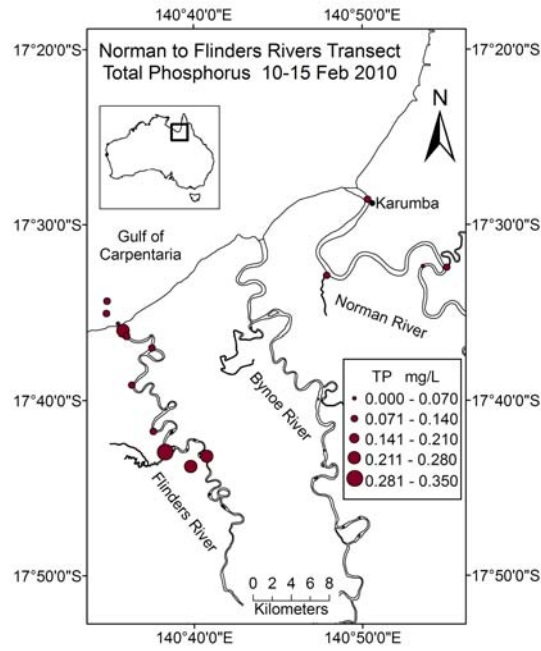 140°40'0"E
140°50'0"E
Norman to Flinders Rivers Transect
Total Phosphorus 10-15 Feb 2010
17°20'0"S
17°20'0"S
N
Karumba
17°30'0"S
17°30'0"S
Gulf of
Carpentaria
Norman River
Bynoe River
TP mg/L
0.000 - 0.070
0.071 - 0.140
0.141 - 0.210
0.211 - 0.280
0.281 - 0.350
17°40'0"S
17°40'0"S
Flinders River
17°50'0"S
17°50'0"S
0 2 4 6 8
Kilometers
140°40'0"E
140°50'0"E